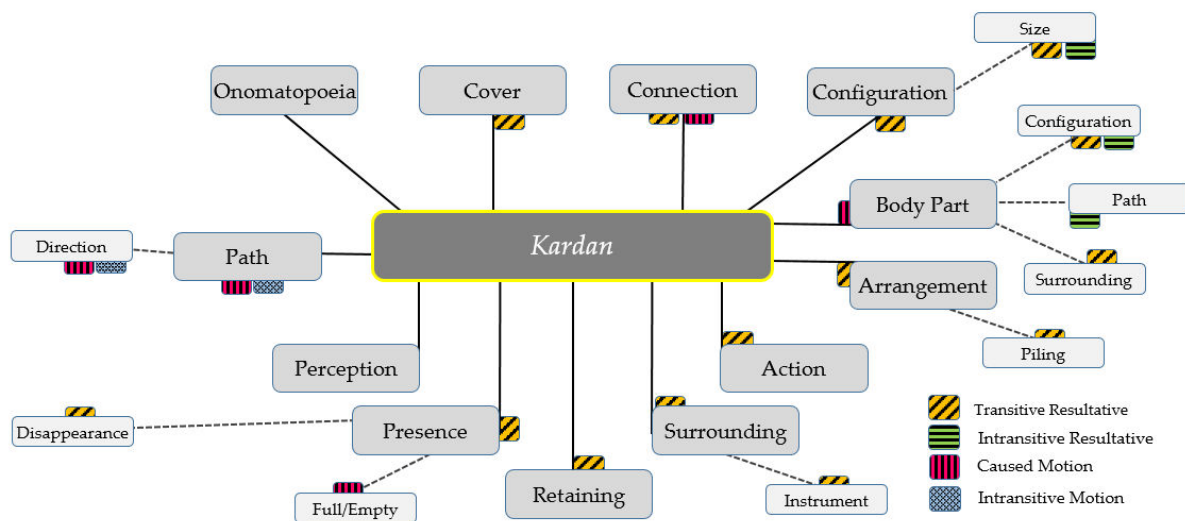 Size
Onomatopoeia
Cover
Connection
Configuration
Configuration
Body Part
Path
Kardan
Direction
Path
Surrounding
Arrangement
Perception
Action
Piling
Disappearance
Presence
Surrounding
Retaining
Full/Empty
Instrument
Transitive Resultative
Intransitive Resultative
Caused Motion
Intransitive Motion